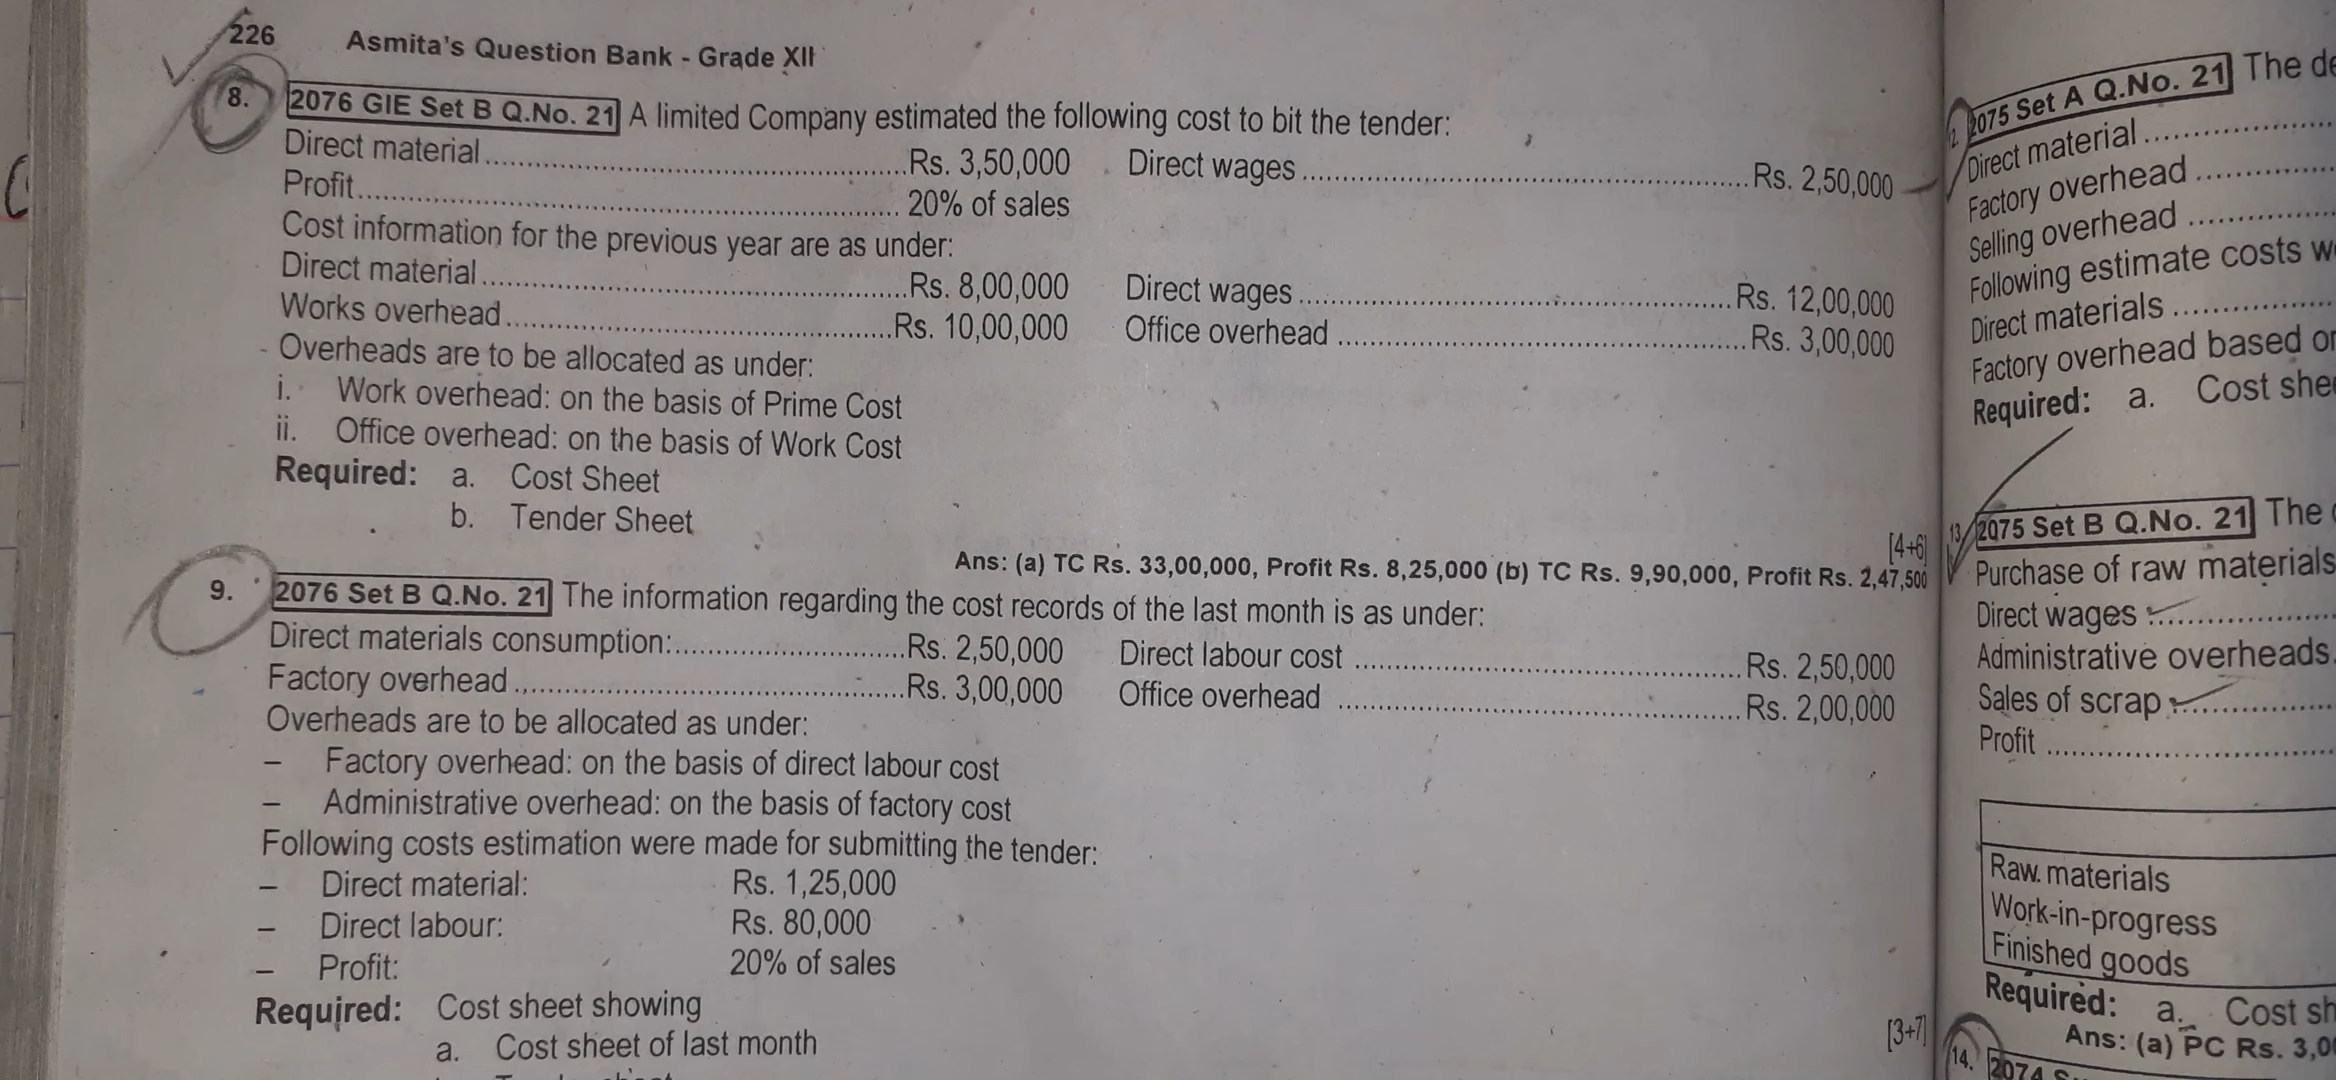 226 Asmita's Question Bank - Grade XII
8. 2076 GIE Set B Q.No. 21 A limited Company estimated the following cost to bit the tender:
Direct material ........ Rs. 3,50,000 Direct wages ........ Rs. 2,50,000
Profit ........ 20% of sales
Cost information for the previous year are as under:
Direct material ........ Rs. 8,00,000 Direct wages ........ Rs. 12,00,000
Works overhead ........ Rs. 10,00,000 Office overhead ........ Rs. 3,00,000
Overheads are to be allocated as under:
i. Work overhead: on the basis of Prime Cost
ii. Office overhead: on the basis of Work Cost
Required: a. Cost Sheet
b. Tender Sheet
[4+6]
Ans: (a) TC Rs. 33,00,000, Profit Rs. 8,25,000 (b) TC Rs. 9,90,000, Profit Rs. 2,47,500
9. 2076 Set B Q.No. 21 The information regarding the cost records of the last month is as under:
Direct materials consumption: ........ Rs. 2,50,000 Direct labour cost ........ Rs. 2,50,000
Factory overhead ........ Rs. 3,00,000 Office overhead ........ Rs. 2,00,000
Overheads are to be allocated as under:
– Factory overhead: on the basis of direct labour cost
– Administrative overhead: on the basis of factory cost
Following costs estimation were made for submitting the tender:
– Direct material: Rs. 1,25,000
– Direct labour: Rs. 80,000
– Profit: 20% of sales
Required: Cost sheet showing
a. Cost sheet of last month
[3+7]
2075 Set A Q.No. 21 The
Direct material ........
Factory overhead ........
Selling overhead ........
Following estimate costs
Direct materials ........
Factory overhead based
Required: a. Cost
13. 2075 Set B Q.No. 21 The
Purchase of raw materials
Direct wages ........
Administrative overheads
Sales of scrap ........
Profit ........
Raw materials
Work-in-progress
Finished goods
Required: a. Cost
Ans: (a) PC Rs.
14. 2074